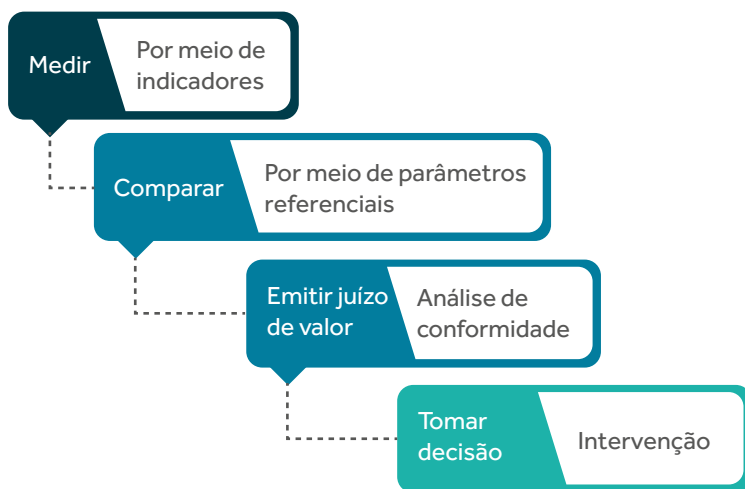 Medir
Por meio de
indicadores
Comparar
Por meio de parâmetros
referenciais
Emitir juízo
de valor
Análise de
conformidade
Tomar
decisão
Intervenção